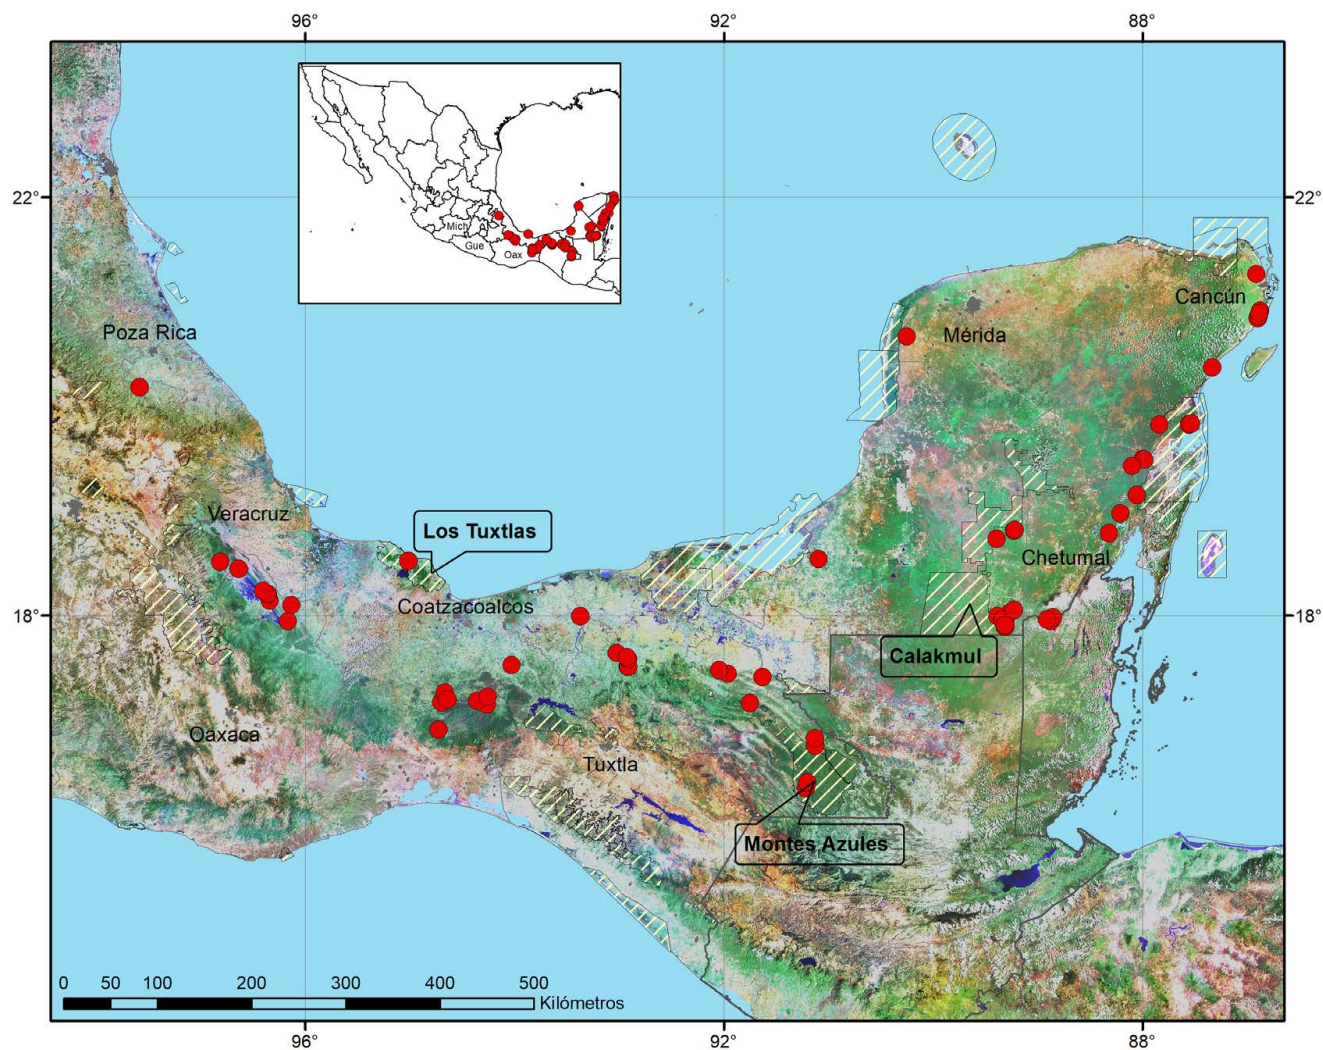 96°
92°
88°
22°
22°
Mich
Gue
Oax
Cancún
Poza Rica
Mérida
Veracruz
Los Tuxtlas
Chetumal
Coatzacoalcos
18°
18°
Calakmul
Oaxaca
Tuxtla
Montes Azules
0 50 100 200 300 400 500
Kilómetros
96°
92°
88°